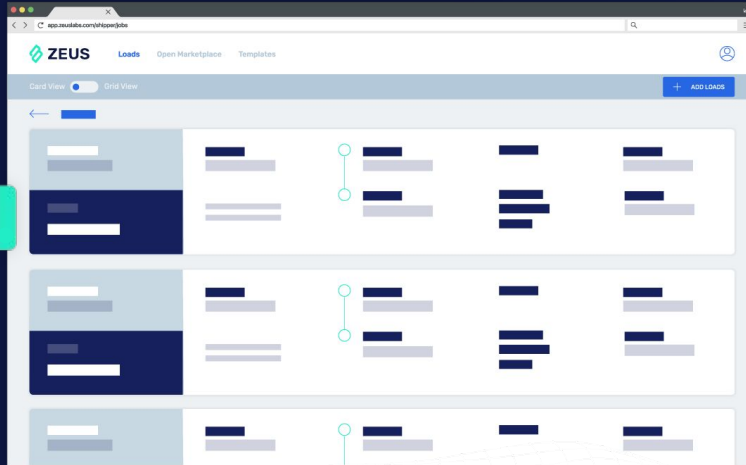 app.zeuslabs.com/shipper/jobs
ZEUS Loads Open Marketplace Templates
Card View Grid View + ADD LOADS